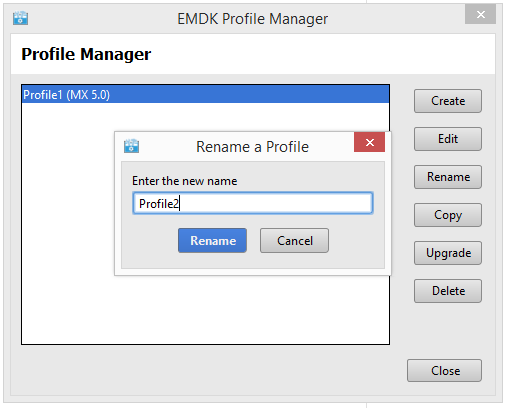 EMDK Profile Manager
Profile Manager
Profile1 (MX 5.0)
Create
Edit
Rename
Copy
Upgrade
Delete
Close
Rename a Profile
Enter the new name
Profile2
Rename
Cancel